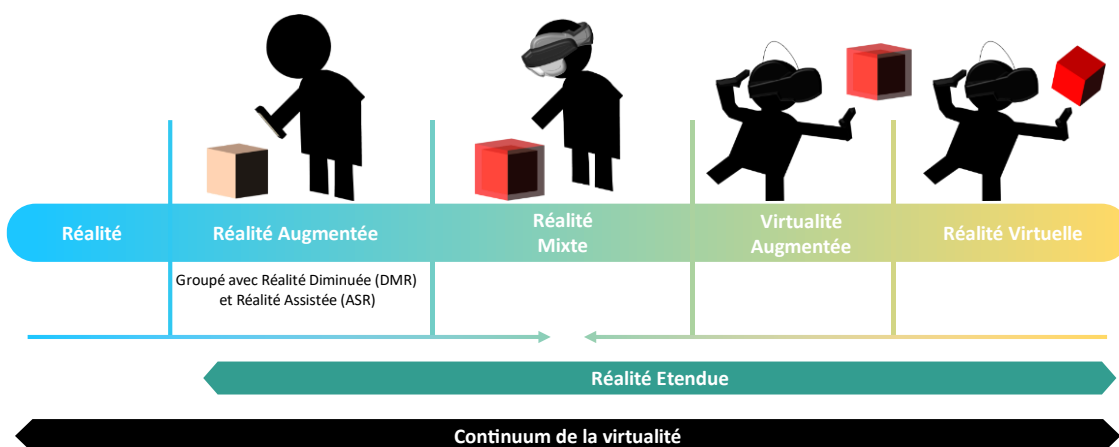 Réalité
Réalité Augmentée
Réalité
Mixte
Virtualité
Augmentée
Réalité Virtuelle
Groupé avec Réalité Diminuée (DMR)
et Réalité Assistée (ASR)
Réalité Etendue
Continuum de la virtualité